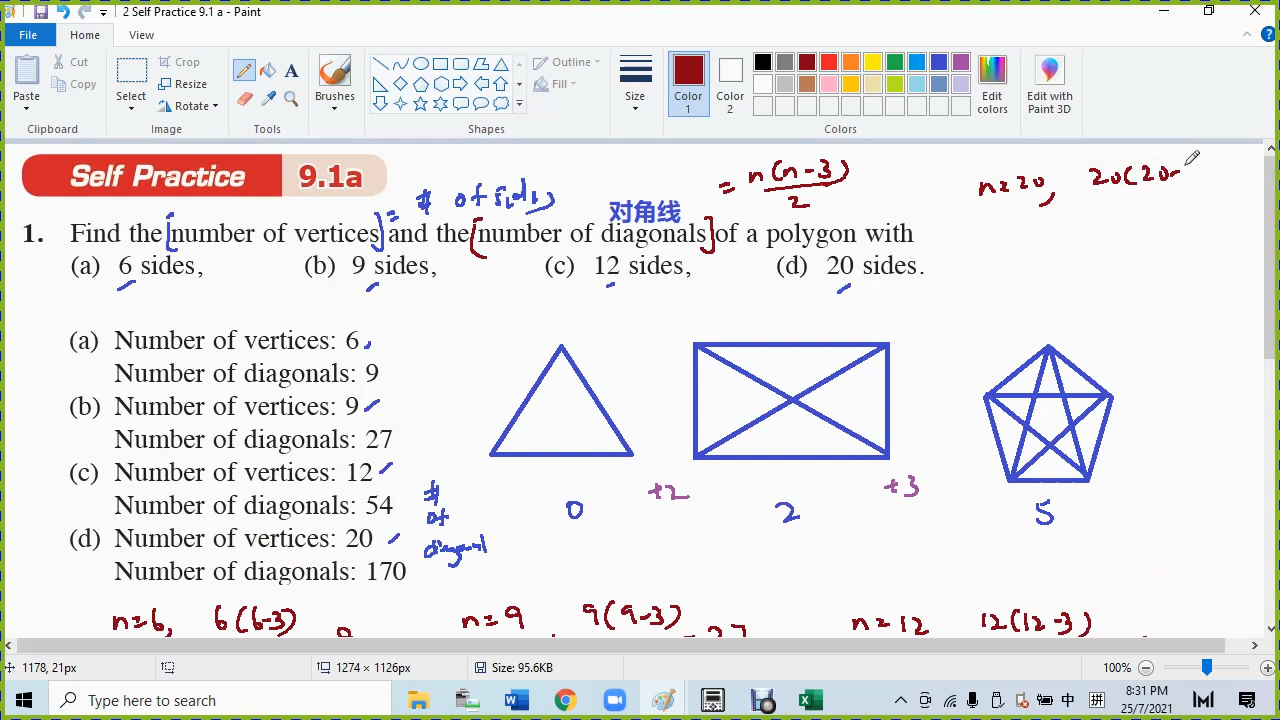 2 Self Practice 9.1 a - Paint
File Home View
Paste Cut Copy Clipboard
Select Crop Resize Rotate Image
Tools
Brushes
Outline Fill Shapes
Size
Color 1 Color 2 Edit colors Colors
Edit with Paint 3D
Self Practice 9.1a
= # of sides
对角线
= n(n-3)/2
n=20, 20(20-
1. Find the [number of vertices] and the [number of diagonals] of a polygon with
(a) 6 sides, (b) 9 sides, (c) 12 sides, (d) 20 sides.
(a) Number of vertices: 6
Number of diagonals: 9
(b) Number of vertices: 9
Number of diagonals: 27
(c) Number of vertices: 12
Number of diagonals: 54
(d) Number of vertices: 20
Number of diagonals: 170
# of diagonal
0 +2 2 +3 5
n=6, 6(6-3)
n=9 9(9-3)
n=12 12(12-3)
1178, 21px 1274 × 1126px Size: 95.6KB 100%
Type here to search
中 拼
8:31 PM
25/7/2021